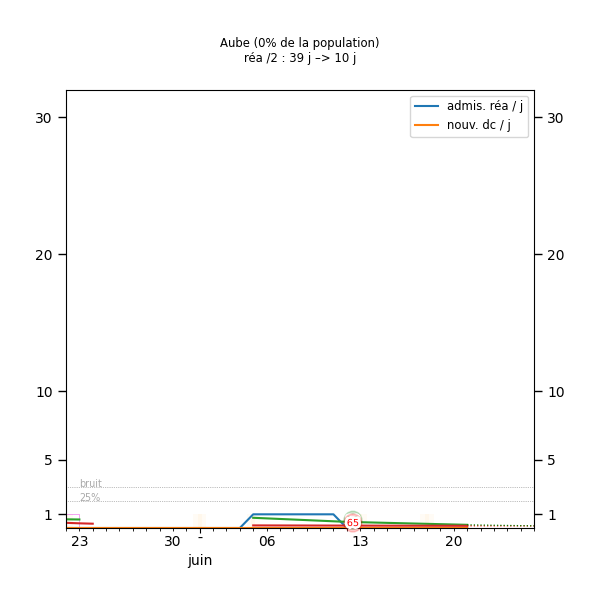 Aube (0% de la population)
réa /2 : 39 j –> 10 j
admis. réa / j
nouv. dc / j
30 30
20 20
10 10
5 5
bruit
25%
1 1
65
23 30 - 06 13 20
juin